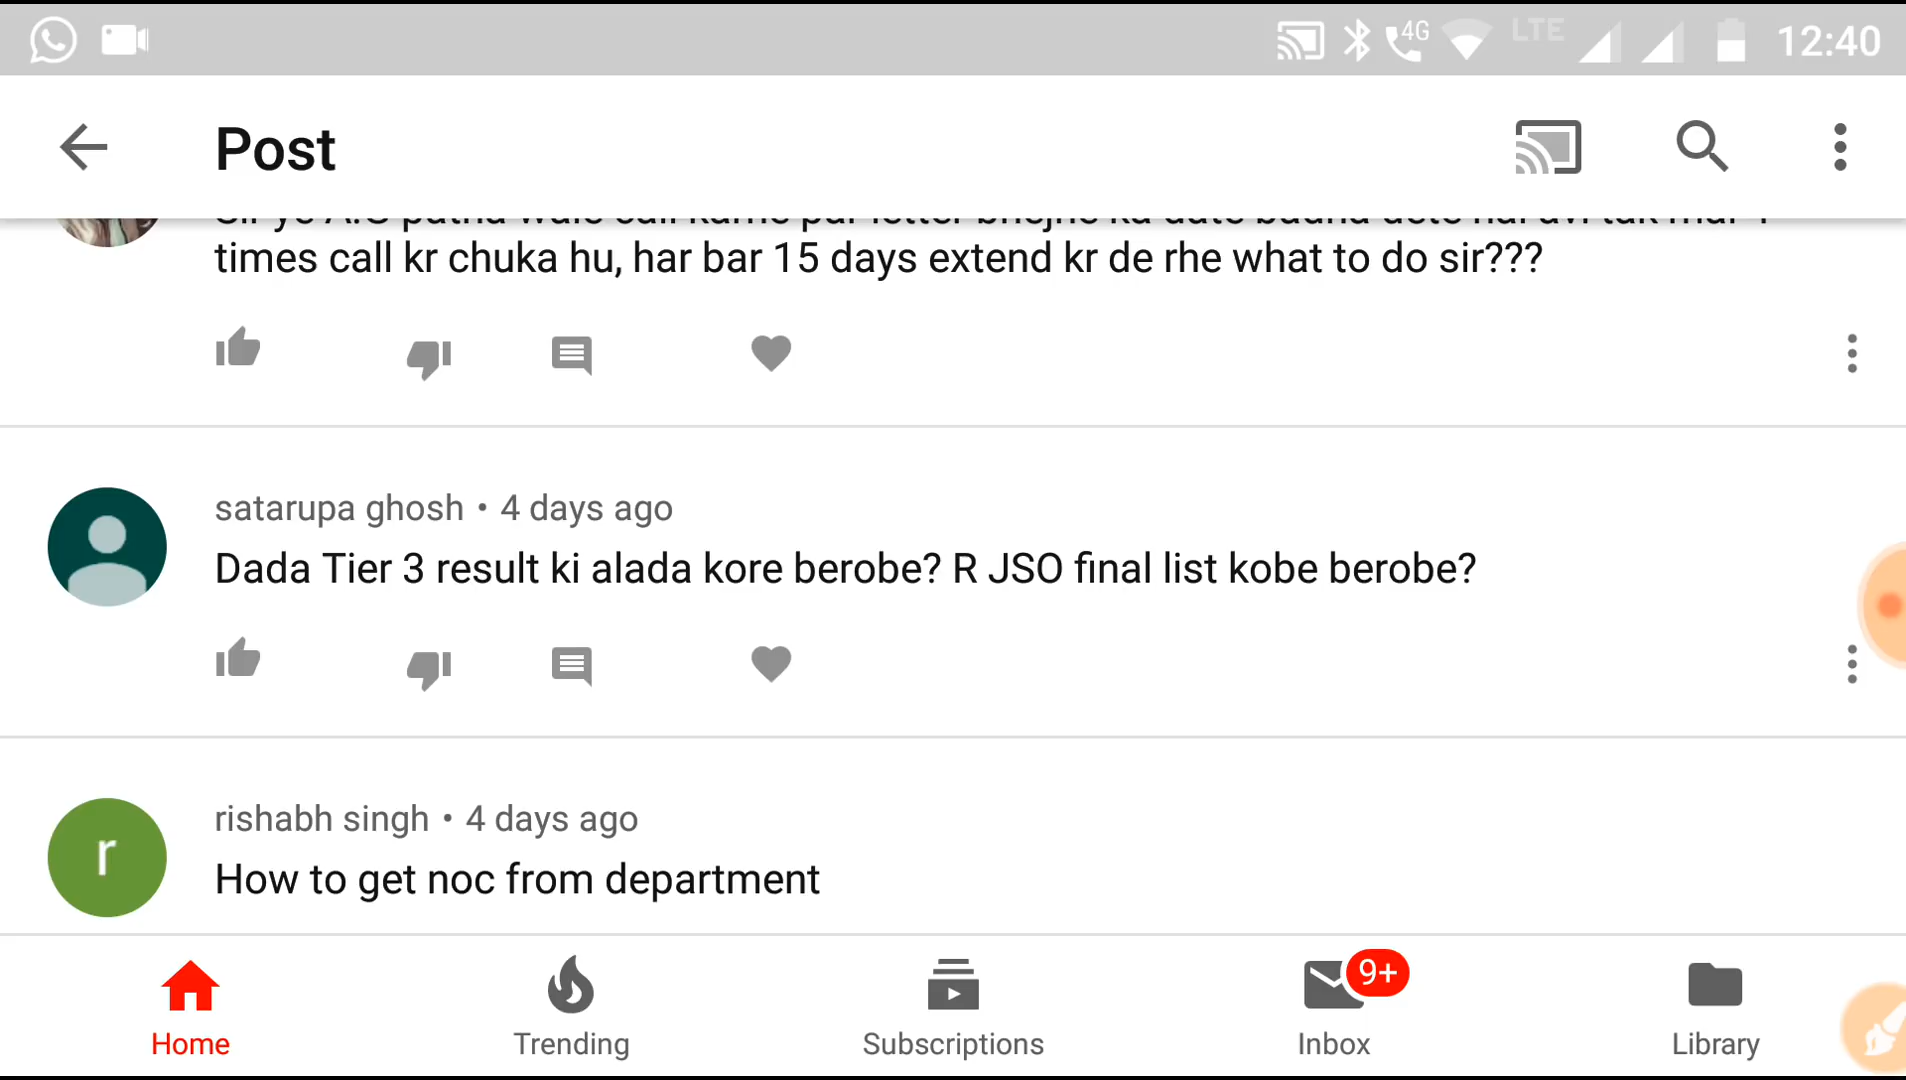 4G
LTE
12:40
Post
times call kr chuka hu, har bar 15 days extend kr de rhe what to do sir???
satarupa ghosh • 4 days ago
Dada Tier 3 result ki alada kore berobe? R JSO final list kobe berobe?
r
rishabh singh • 4 days ago
How to get noc from department
9+
Home
Trending
Subscriptions
Inbox
Library